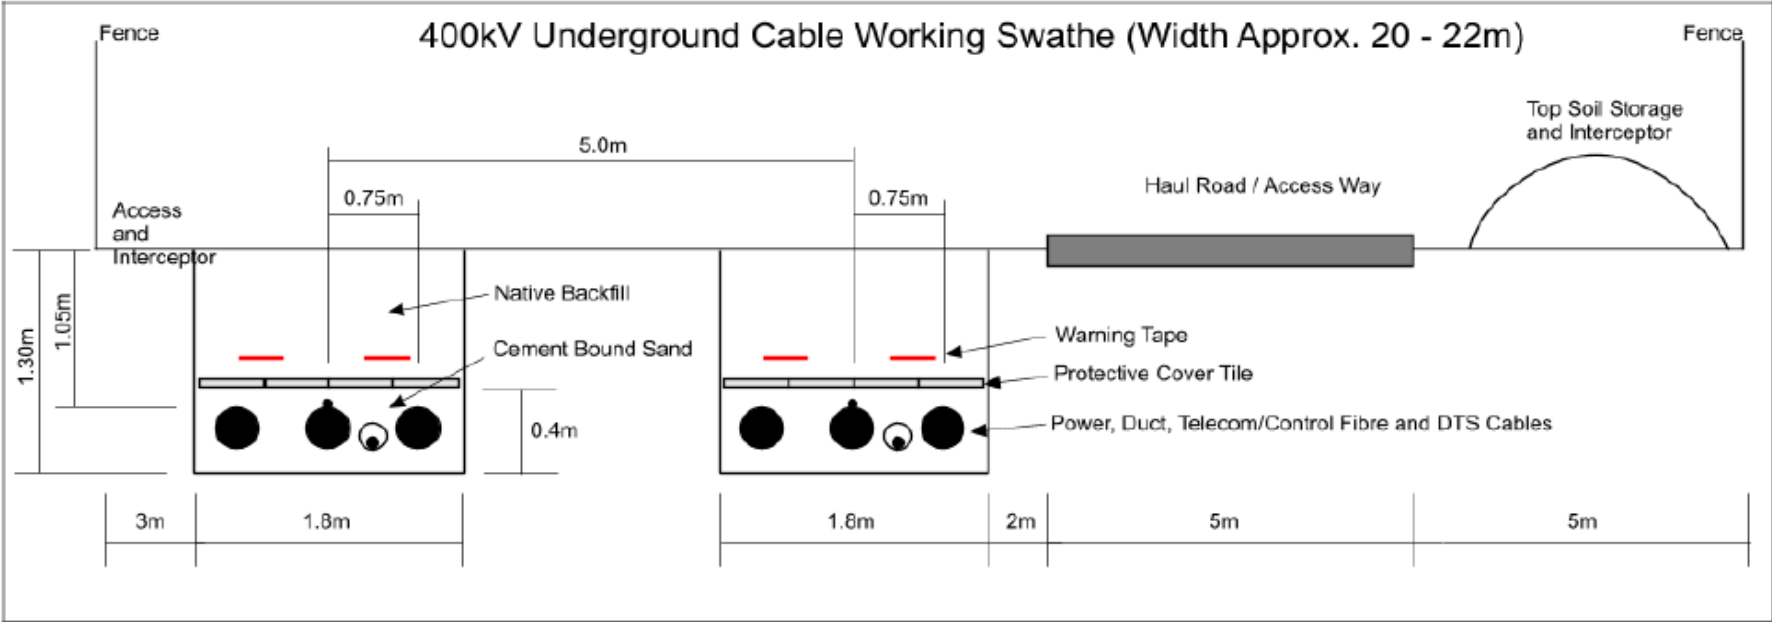 Fence
400kV Underground Cable Working Swathe (Width Approx. 20 - 22m)
Fence
Top Soil Storage
and Interceptor
5.0m
Haul Road / Access Way
0.75m
0.75m
Access
and
Interceptor
Native Backfill
1.05m
1.30m
Cement Bound Sand
Warning Tape
Protective Cover Tile
0.4m
Power, Duct, Telecom/Control Fibre and DTS Cables
3m
1.8m
1.8m
2m
5m
5m